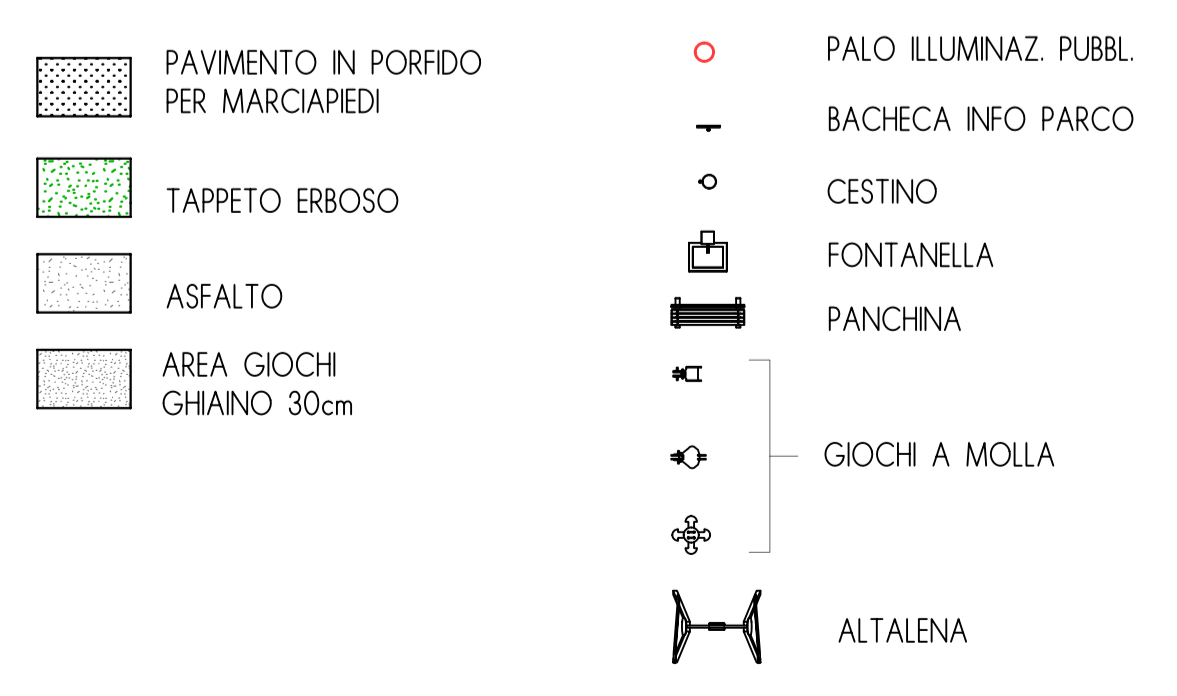 PAVIMENTO IN PORFIDO
PER MARCIAPIEDI
TAPPETO ERBOSO
ASFALTO
AREA GIOCHI
GHIAINO 30cm
PALO ILLUMINAZ. PUBBL.
BACHECA INFO PARCO
CESTINO
FONTANELLA
PANCHINA
GIOCHI A MOLLA
ALTALENA